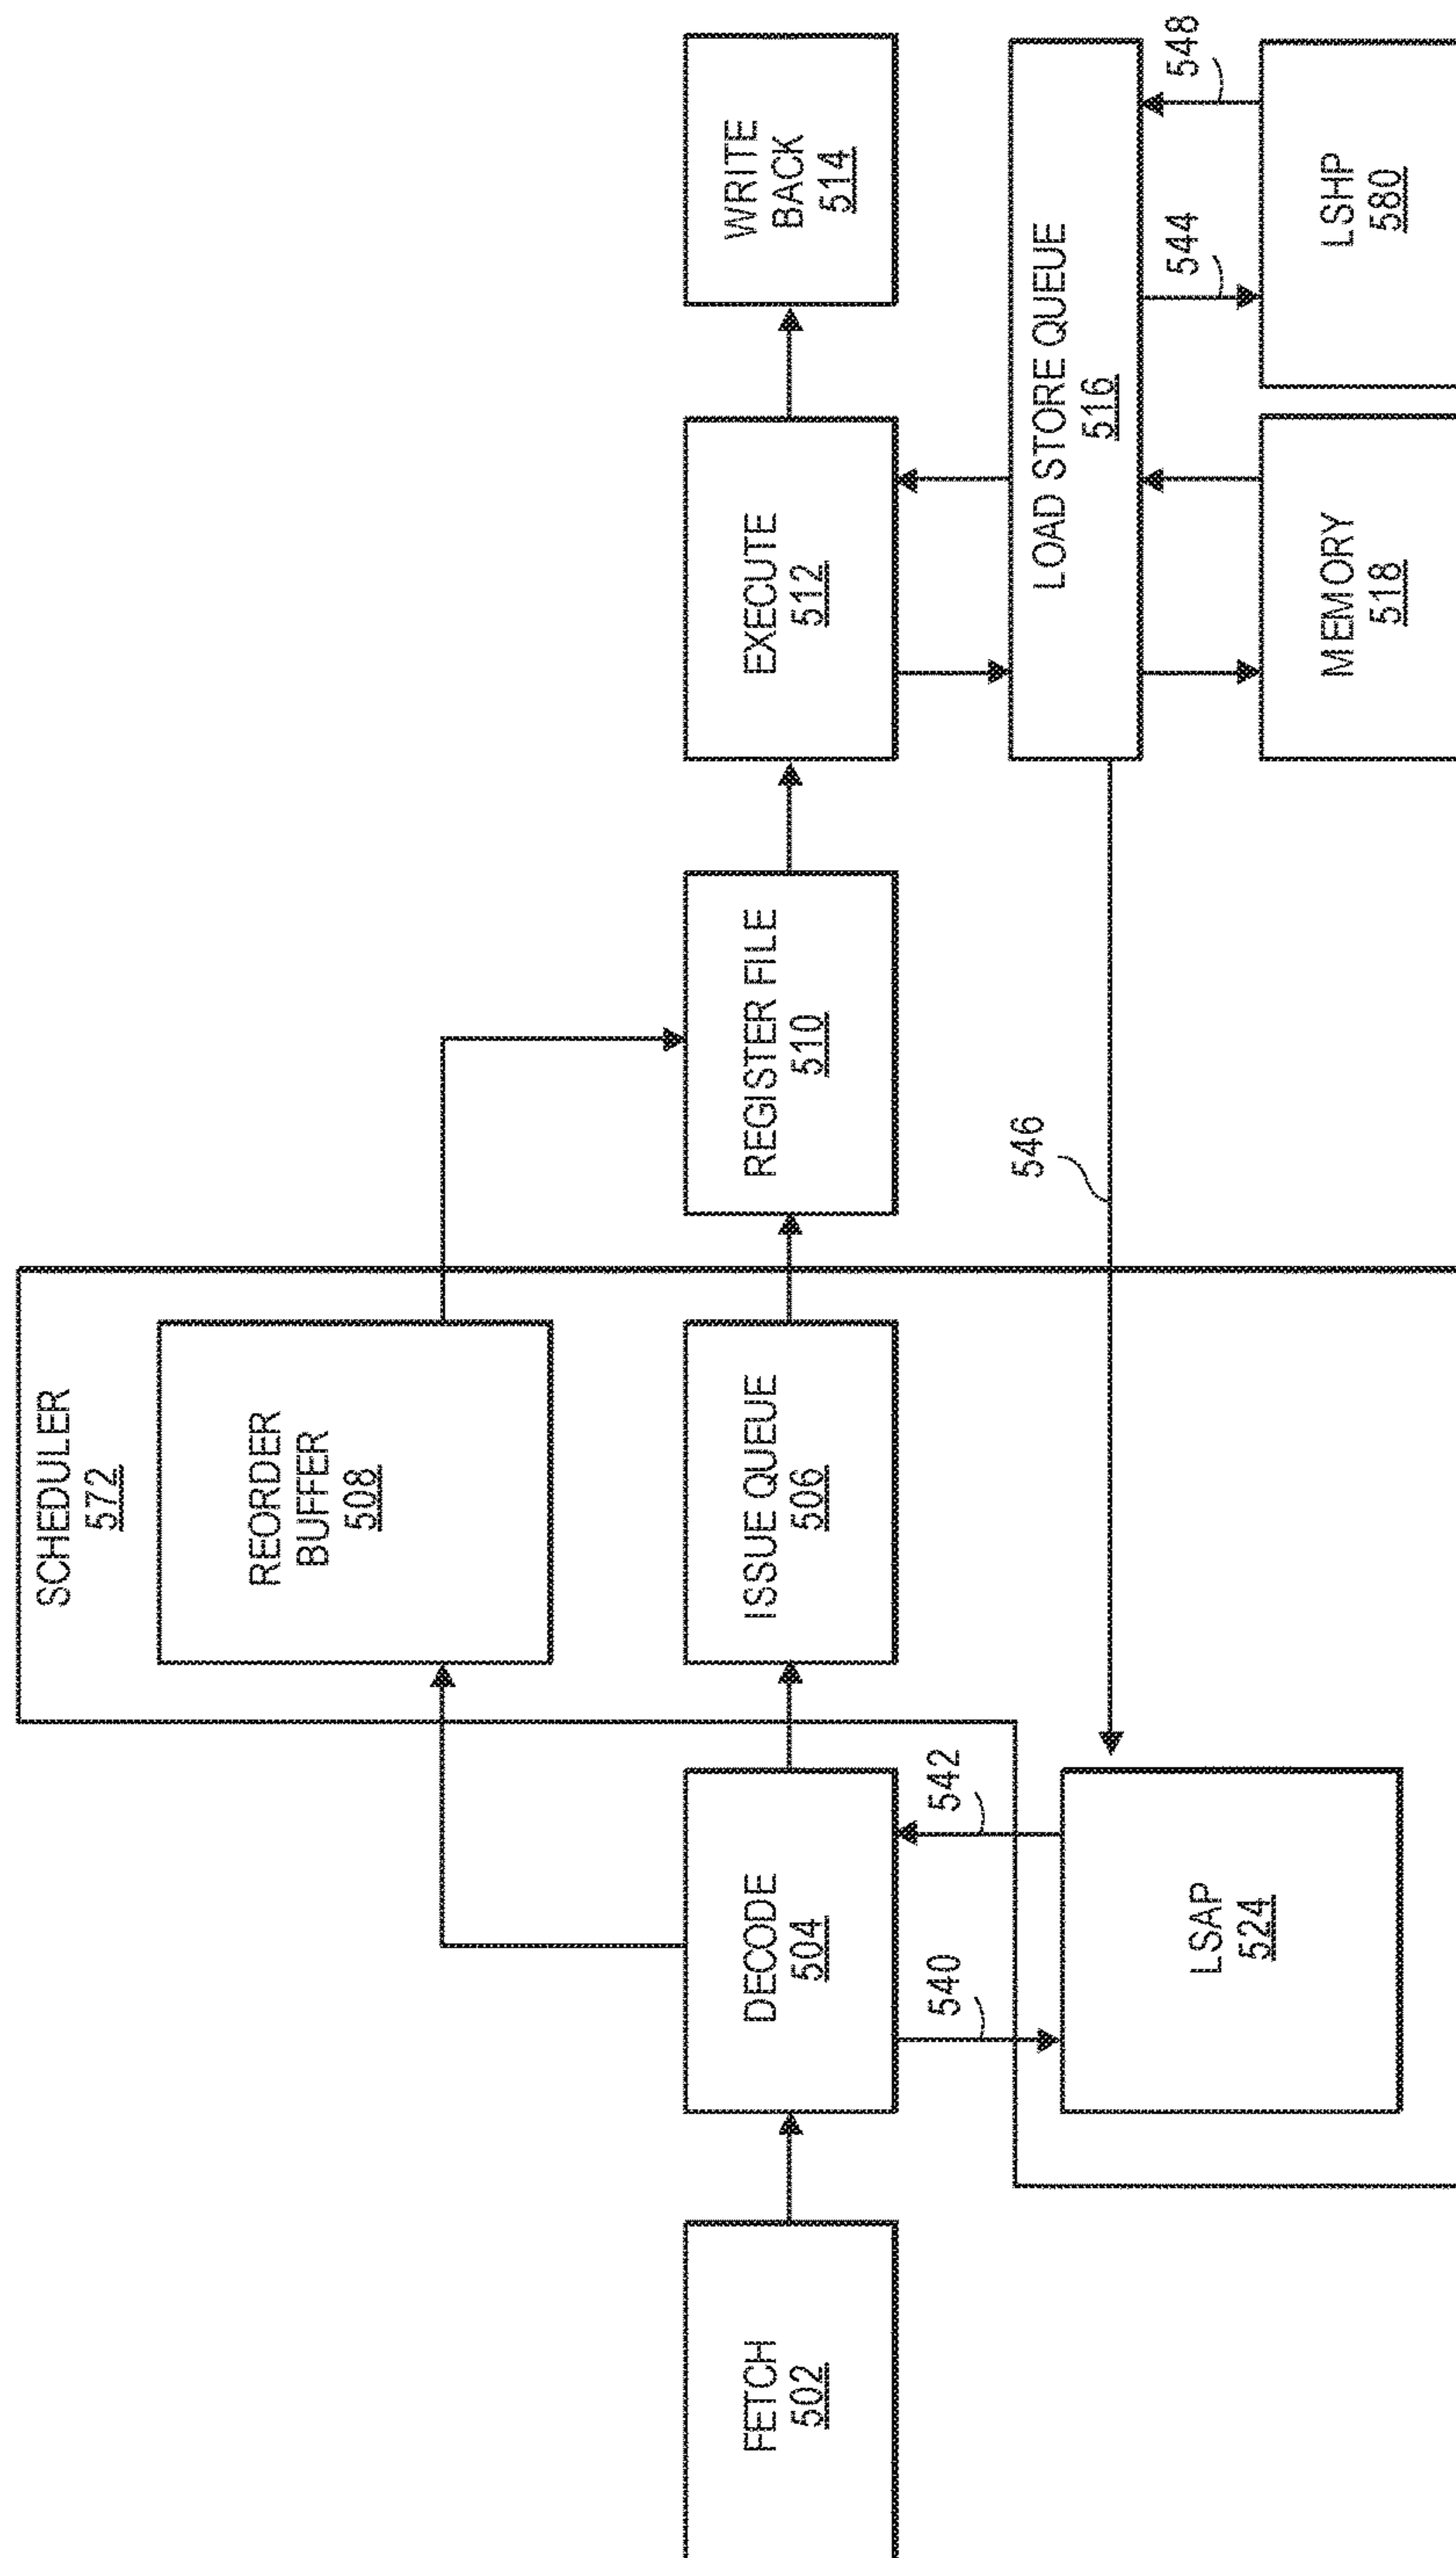 SCHEDULER
572
REORDER
BUFFER
508
FETCH
502
DECODE
504
ISSUE QUEUE
506
REGISTER FILE
510
EXECUTE
512
WRITE
BACK
514
540
542
546
LOAD STORE QUEUE
516
544
548
LSAP
524
MEMORY
518
LSHP
580